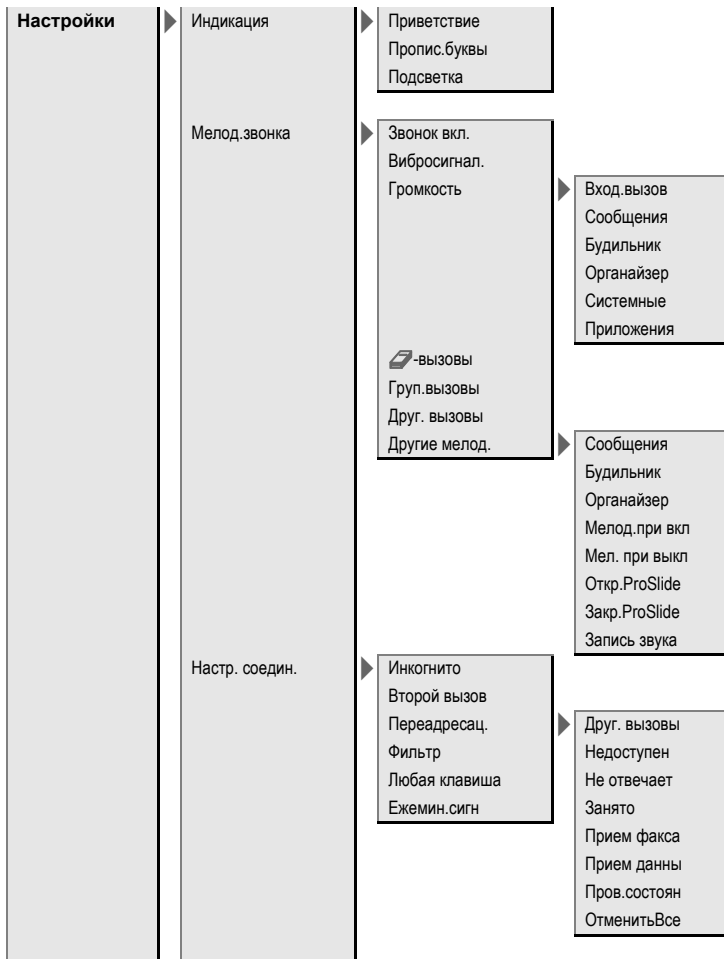 Настройки
Индикация
Приветствие
Пропис.буквы
Подсветка
Мелод.звонка
Звонок вкл.
Вибросигнал.
Громкость
Вход.вызов
Сообщения
Будильник
Органайзер
Системные
Приложения
-вызовы
Груп.вызовы
Друг. вызовы
Другие мелод.
Сообщения
Будильник
Органайзер
Мелод.при вкл
Мел. при выкл
Откр.ProSlide
Закр.ProSlide
Запись звука
Настр. соедин.
Инкогнито
Второй вызов
Переадресац.
Фильтр
Любая клавиша
Ежемин.сигн
Друг. вызовы
Недоступен
Не отвечает
Занято
Прием факса
Прием данны
Пров.состоян
ОтменитьВсе